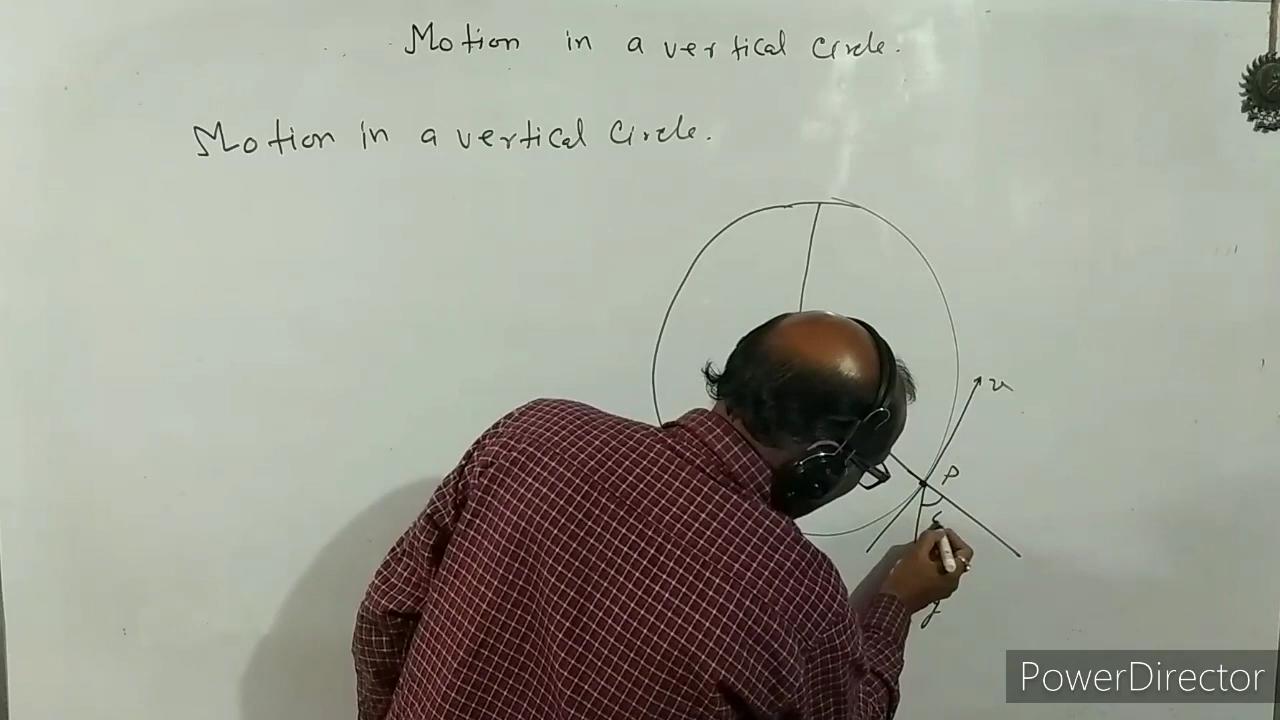 Motion in a vertical Circle.
Motion in a vertical Circle.
P
PowerDirector